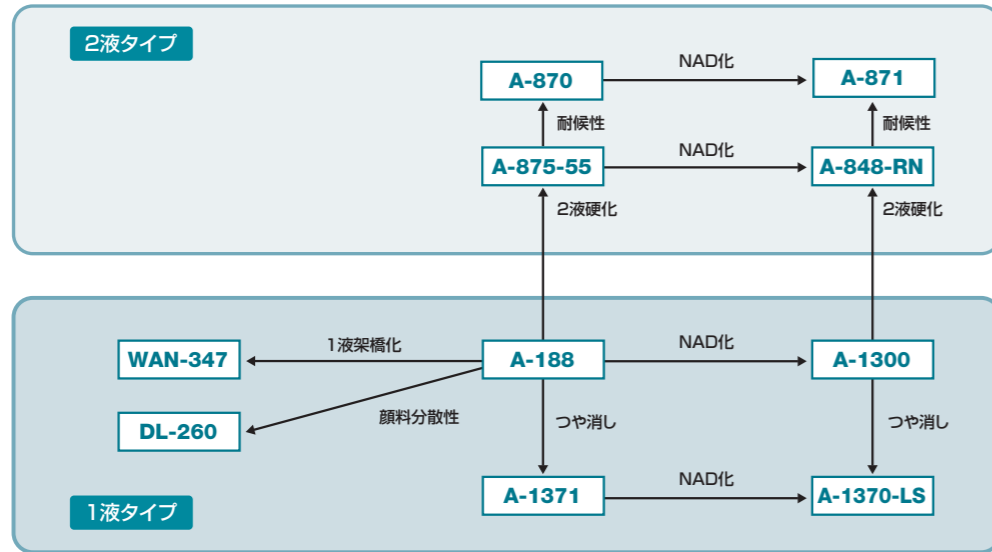 2液タイプ
A-870
NAD化
A-871
耐候性
耐候性
A-875-55
NAD化
A-848-RN
2液硬化
2液硬化
WAN-347
1液架橋化
A-188
NAD化
A-1300
DL-260
顔料分散性
つや消し
つや消し
A-1371
NAD化
A-1370-LS
1液タイプ